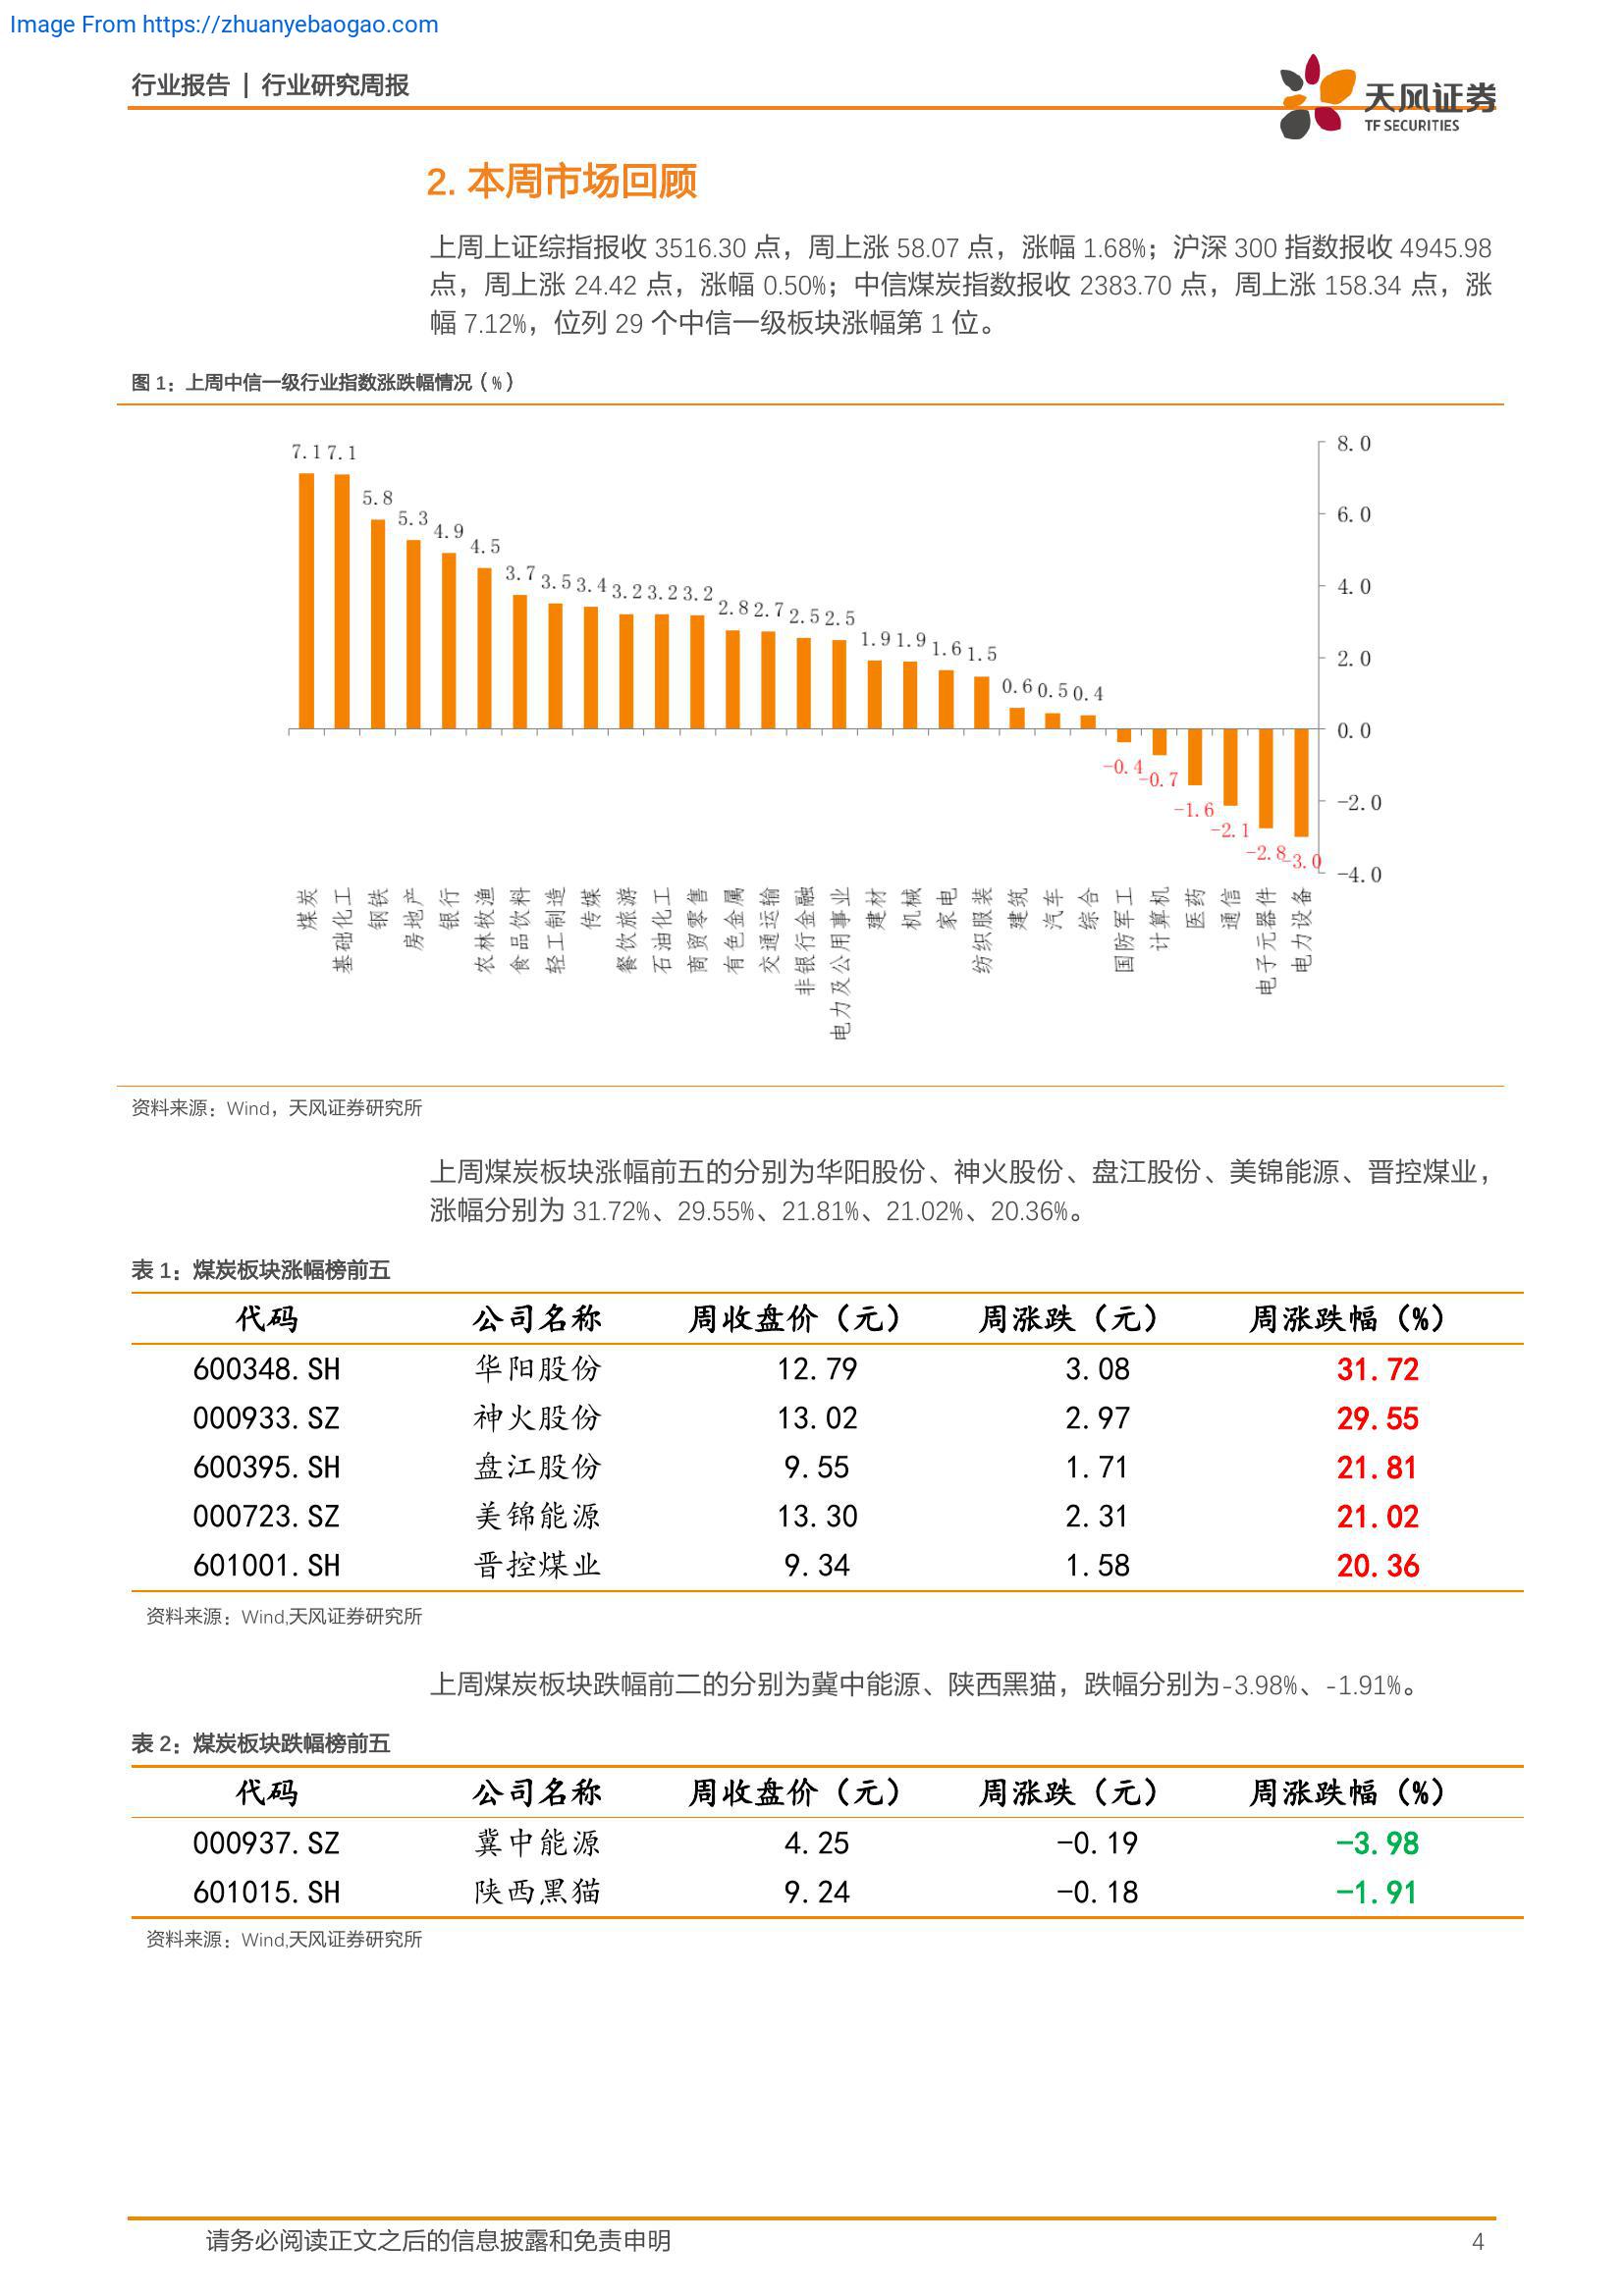 Image From https://zhuanyebaogao.com
行业报告 | 行业研究周报
天风证券
TF SECURITIES
2. 本周市场回顾
上周上证综指报收 3516.30 点，周上涨 58.07 点，涨幅 1.68%；沪深 300 指数报收 4945.98
点，周上涨 24.42 点，涨幅 0.50%；中信煤炭指数报收 2383.70 点，周上涨 158.34 点，涨
幅 7.12%，位列 29 个中信一级板块涨幅第 1 位。
图 1：上周中信一级行业指数涨跌幅情况（%）
7.1 7.1 5.8 5.3 4.9 4.5 3.7 3.5 3.4 3.2 3.2 3.2 2.8 2.7 2.5 2.5 1.9 1.9 1.6 1.5 0.6 0.5 0.4 -0.4 -0.7 -1.6 -2.1 -2.8 -3.0
8.0
6.0
4.0
2.0
0.0
-2.0
-4.0
煤炭
基础化工
钢铁
房地产
银行
农林牧渔
食品饮料
轻工制造
传媒
餐饮旅游
石油化工
商贸零售
有色金属
交通运输
非银行金融
电力及公用事业
建材
机械
家电
纺织服装
建筑
汽车
综合
国防军工
计算机
医药
通信
电子元器件
电力设备
资料来源：Wind，天风证券研究所
上周煤炭板块涨幅前五的分别为华阳股份、神火股份、盘江股份、美锦能源、晋控煤业，
涨幅分别为 31.72%、29.55%、21.81%、21.02%、20.36%。
表 1：煤炭板块涨幅榜前五
代码 公司名称 周收盘价（元） 周涨跌（元） 周涨跌幅（%）
600348.SH 华阳股份 12.79 3.08 31.72
000933.SZ 神火股份 13.02 2.97 29.55
600395.SH 盘江股份 9.55 1.71 21.81
000723.SZ 美锦能源 13.30 2.31 21.02
601001.SH 晋控煤业 9.34 1.58 20.36
资料来源：Wind,天风证券研究所
上周煤炭板块跌幅前二的分别为冀中能源、陕西黑猫，跌幅分别为-3.98%、-1.91%。
表 2：煤炭板块跌幅榜前五
代码 公司名称 周收盘价（元） 周涨跌（元） 周涨跌幅（%）
000937.SZ 冀中能源 4.25 -0.19 -3.98
601015.SH 陕西黑猫 9.24 -0.18 -1.91
资料来源：Wind,天风证券研究所
请务必阅读正文之后的信息披露和免责申明 4